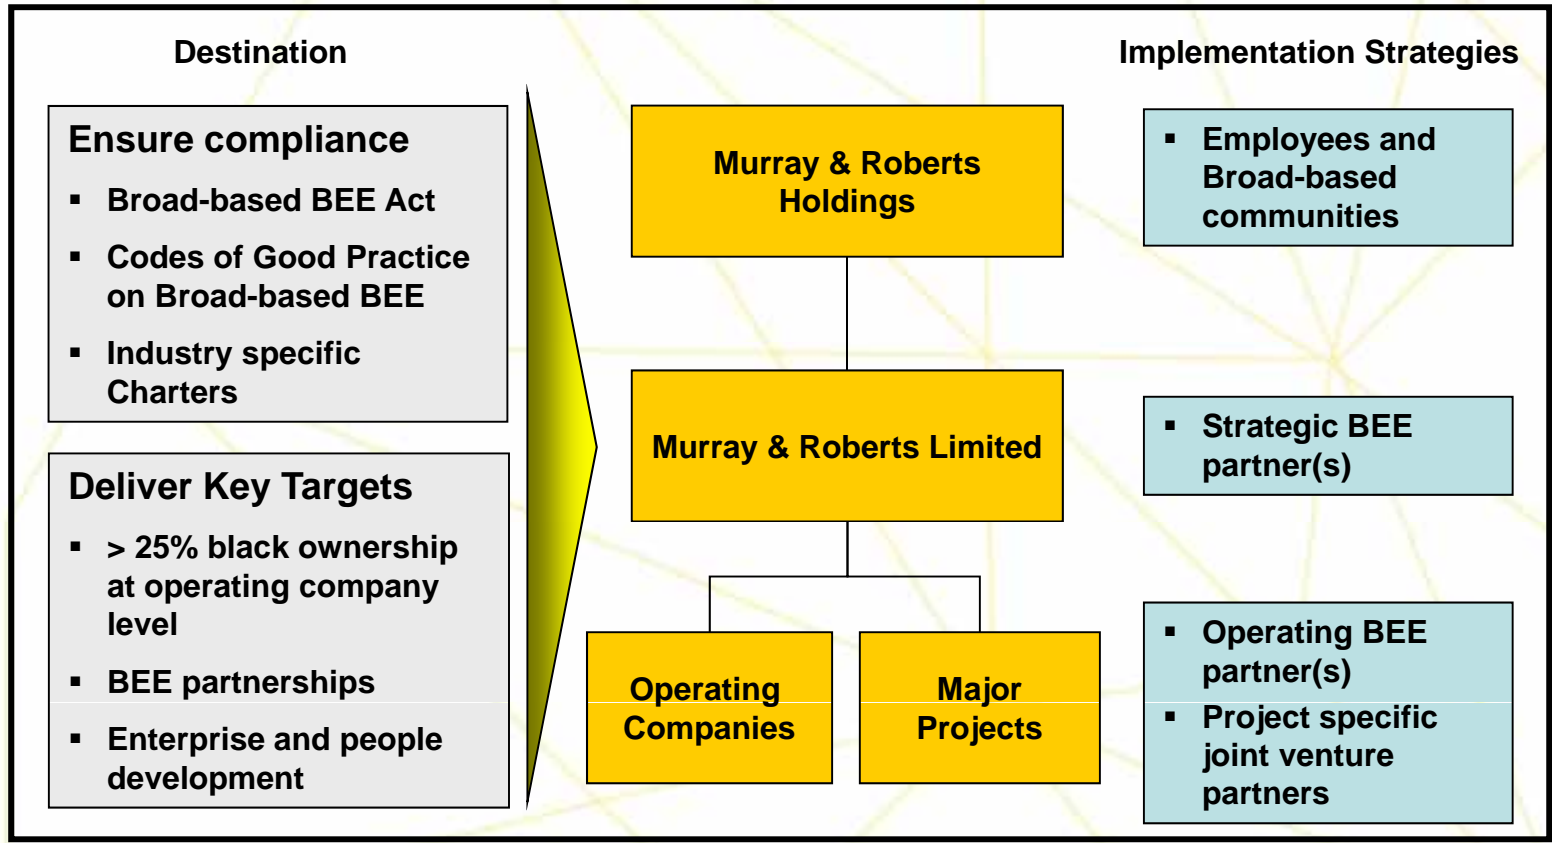 Destination
Ensure compliance
▪ Broad-based BEE Act
▪ Codes of Good Practice
on Broad-based BEE
▪ Industry specific
Charters
Deliver Key Targets
▪ > 25% black ownership
at operating company
level
▪ BEE partnerships
▪ Enterprise and people
development
Murray & Roberts
Holdings
Murray & Roberts Limited
Operating
Companies
Major
Projects
Implementation Strategies
▪ Employees and
Broad-based
communities
▪ Strategic BEE
partner(s)
▪ Operating BEE
partner(s)
▪ Project specific
joint venture
partners